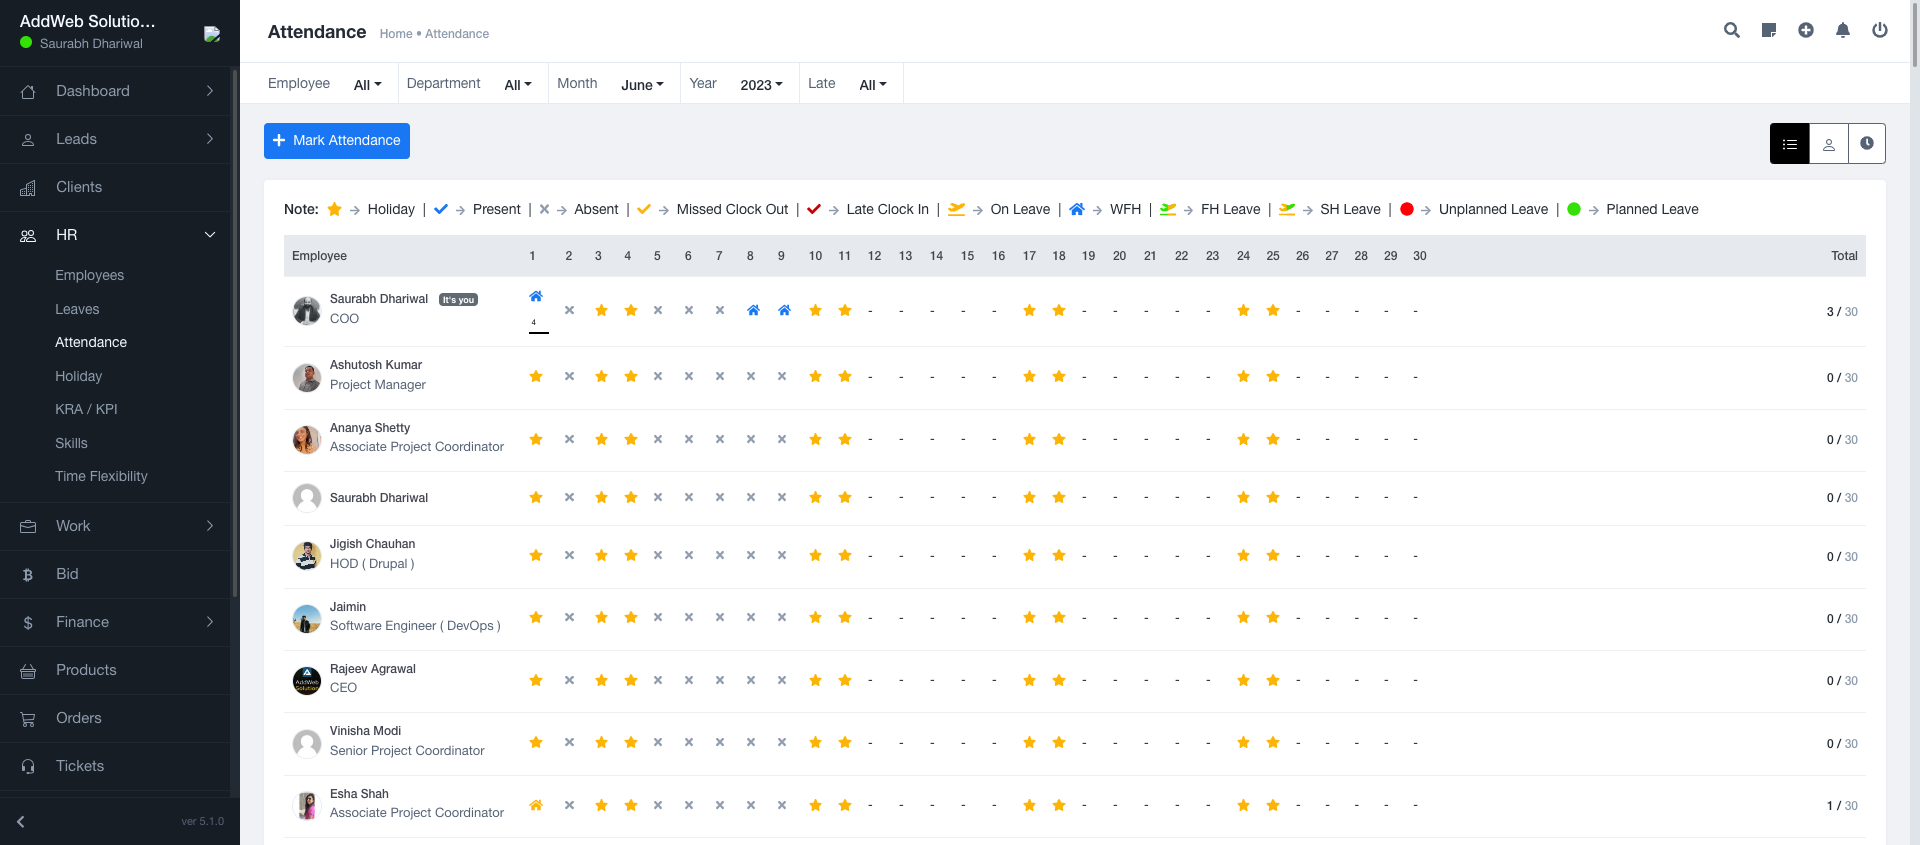 AddWeb Solutio...
Saurabh Dhariwal
Dashboard
Leads
Clients
HR
Employees
Leaves
Attendance
Holiday
KRA / KPI
Skills
Time Flexibility
Work
Bid
Finance
Products
Orders
Tickets
ver 5.1.0
Attendance Home • Attendance
Employee All Department All Month June Year 2023 Late All
Mark Attendance
Note: Holiday | Present | Absent | Missed Clock Out | Late Clock In | On Leave | WFH | FH Leave | SH Leave | Unplanned Leave | Planned Leave
Employee 1 2 3 4 5 6 7 8 9 10 11 12 13 14 15 16 17 18 19 20 21 22 23 24 25 26 27 28 29 30 Total
Saurabh Dhariwal It's you
COO
4
- - - - - - - - - - - - - - - 3 / 30
Ashutosh Kumar
Project Manager
- - - - - - - - - - - - - - - 0 / 30
Ananya Shetty
Associate Project Coordinator
- - - - - - - - - - - - - - - 0 / 30
Saurabh Dhariwal - - - - - - - - - - - - - - - 0 / 30
Jigish Chauhan
HOD ( Drupal )
- - - - - - - - - - - - - - - 0 / 30
Jaimin
Software Engineer ( DevOps )
- - - - - - - - - - - - - - - 0 / 30
AddWeb Solution
Rajeev Agrawal
CEO
- - - - - - - - - - - - - - - 0 / 30
Vinisha Modi
Senior Project Coordinator
- - - - - - - - - - - - - - - 0 / 30
Esha Shah
Associate Project Coordinator
- - - - - - - - - - - - - - - 1 / 30